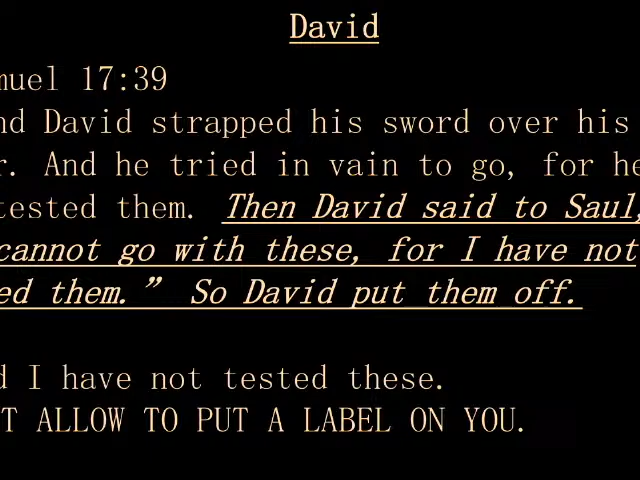 David
muel 17:39
nd David strapped his sword over his
r. And he tried in vain to go, for he
tested them. Then David said to Saul,
cannot go with these, for I have not
ed them.” So David put them off.
d I have not tested these.
T ALLOW TO PUT A LABEL ON YOU.